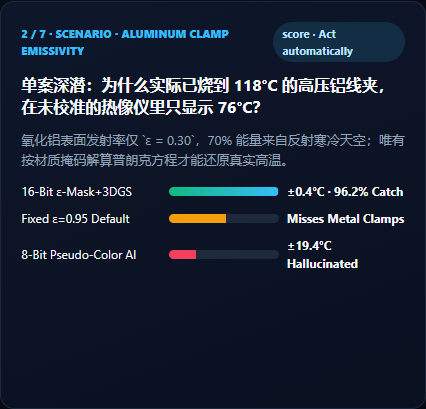 2 / 7 · SCENARIO · ALUMINUM CLAMP
EMISSIVITY
score · Act
automatically
单案深潜：为什么实际已烧到 118°C 的高压铝线夹，
在未校准的热像仪里只显示 76°C？
氧化铝表面发射率仅 `ε = 0.30`，70% 能量来自反射寒冷天空；唯有
按材质掩码解算普朗克方程才能还原真实高温。
16-Bit ε-Mask+3DGS
±0.4°C · 96.2% Catch
Fixed ε=0.95 Default
Misses Metal Clamps
8-Bit Pseudo-Color AI
±19.4°C
Hallucinated